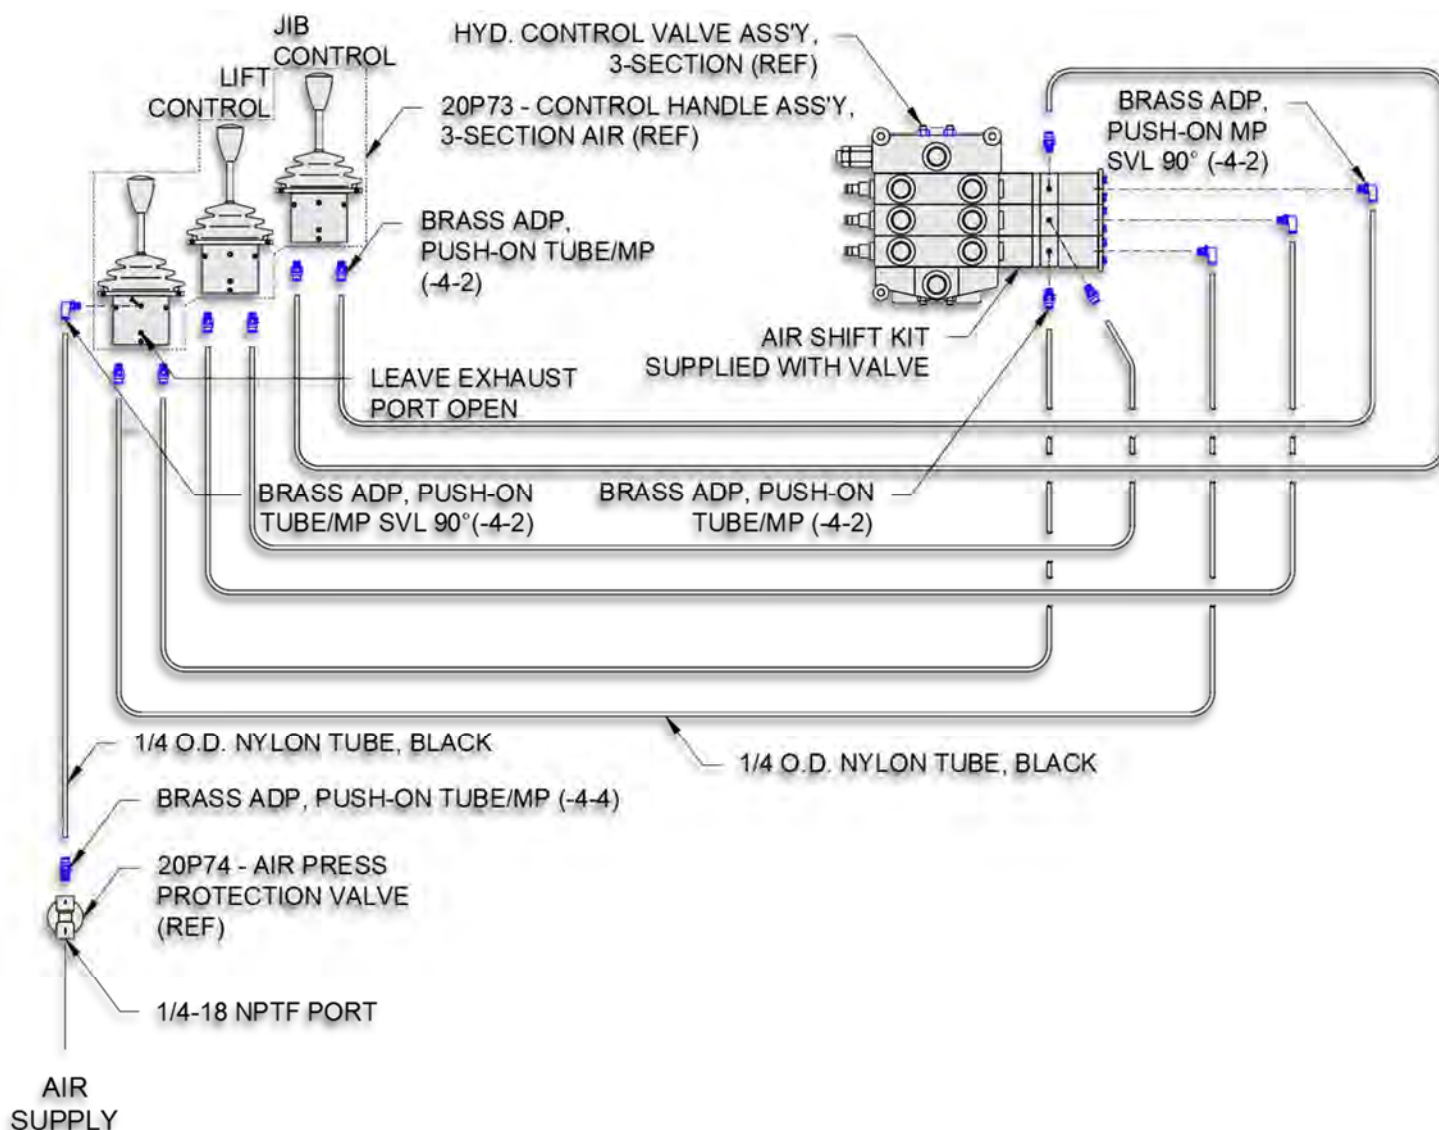 JIB
CONTROL
LIFT
CONTROL
HYD. CONTROL VALVE ASS'Y,
3-SECTION (REF)
20P73 - CONTROL HANDLE ASS'Y,
3-SECTION AIR (REF)
BRASS ADP,
PUSH-ON MP
SVL 90° (-4-2)
BRASS ADP,
PUSH-ON TUBE/MP
(-4-2)
AIR SHIFT KIT
SUPPLIED WITH VALVE
LEAVE EXHAUST
PORT OPEN
BRASS ADP, PUSH-ON
TUBE/MP SVL 90°(-4-2)
BRASS ADP, PUSH-ON
TUBE/MP (-4-2)
1/4 O.D. NYLON TUBE, BLACK
1/4 O.D. NYLON TUBE, BLACK
BRASS ADP, PUSH-ON TUBE/MP (-4-4)
20P74 - AIR PRESS
PROTECTION VALVE
(REF)
1/4-18 NPTF PORT
AIR
SUPPLY